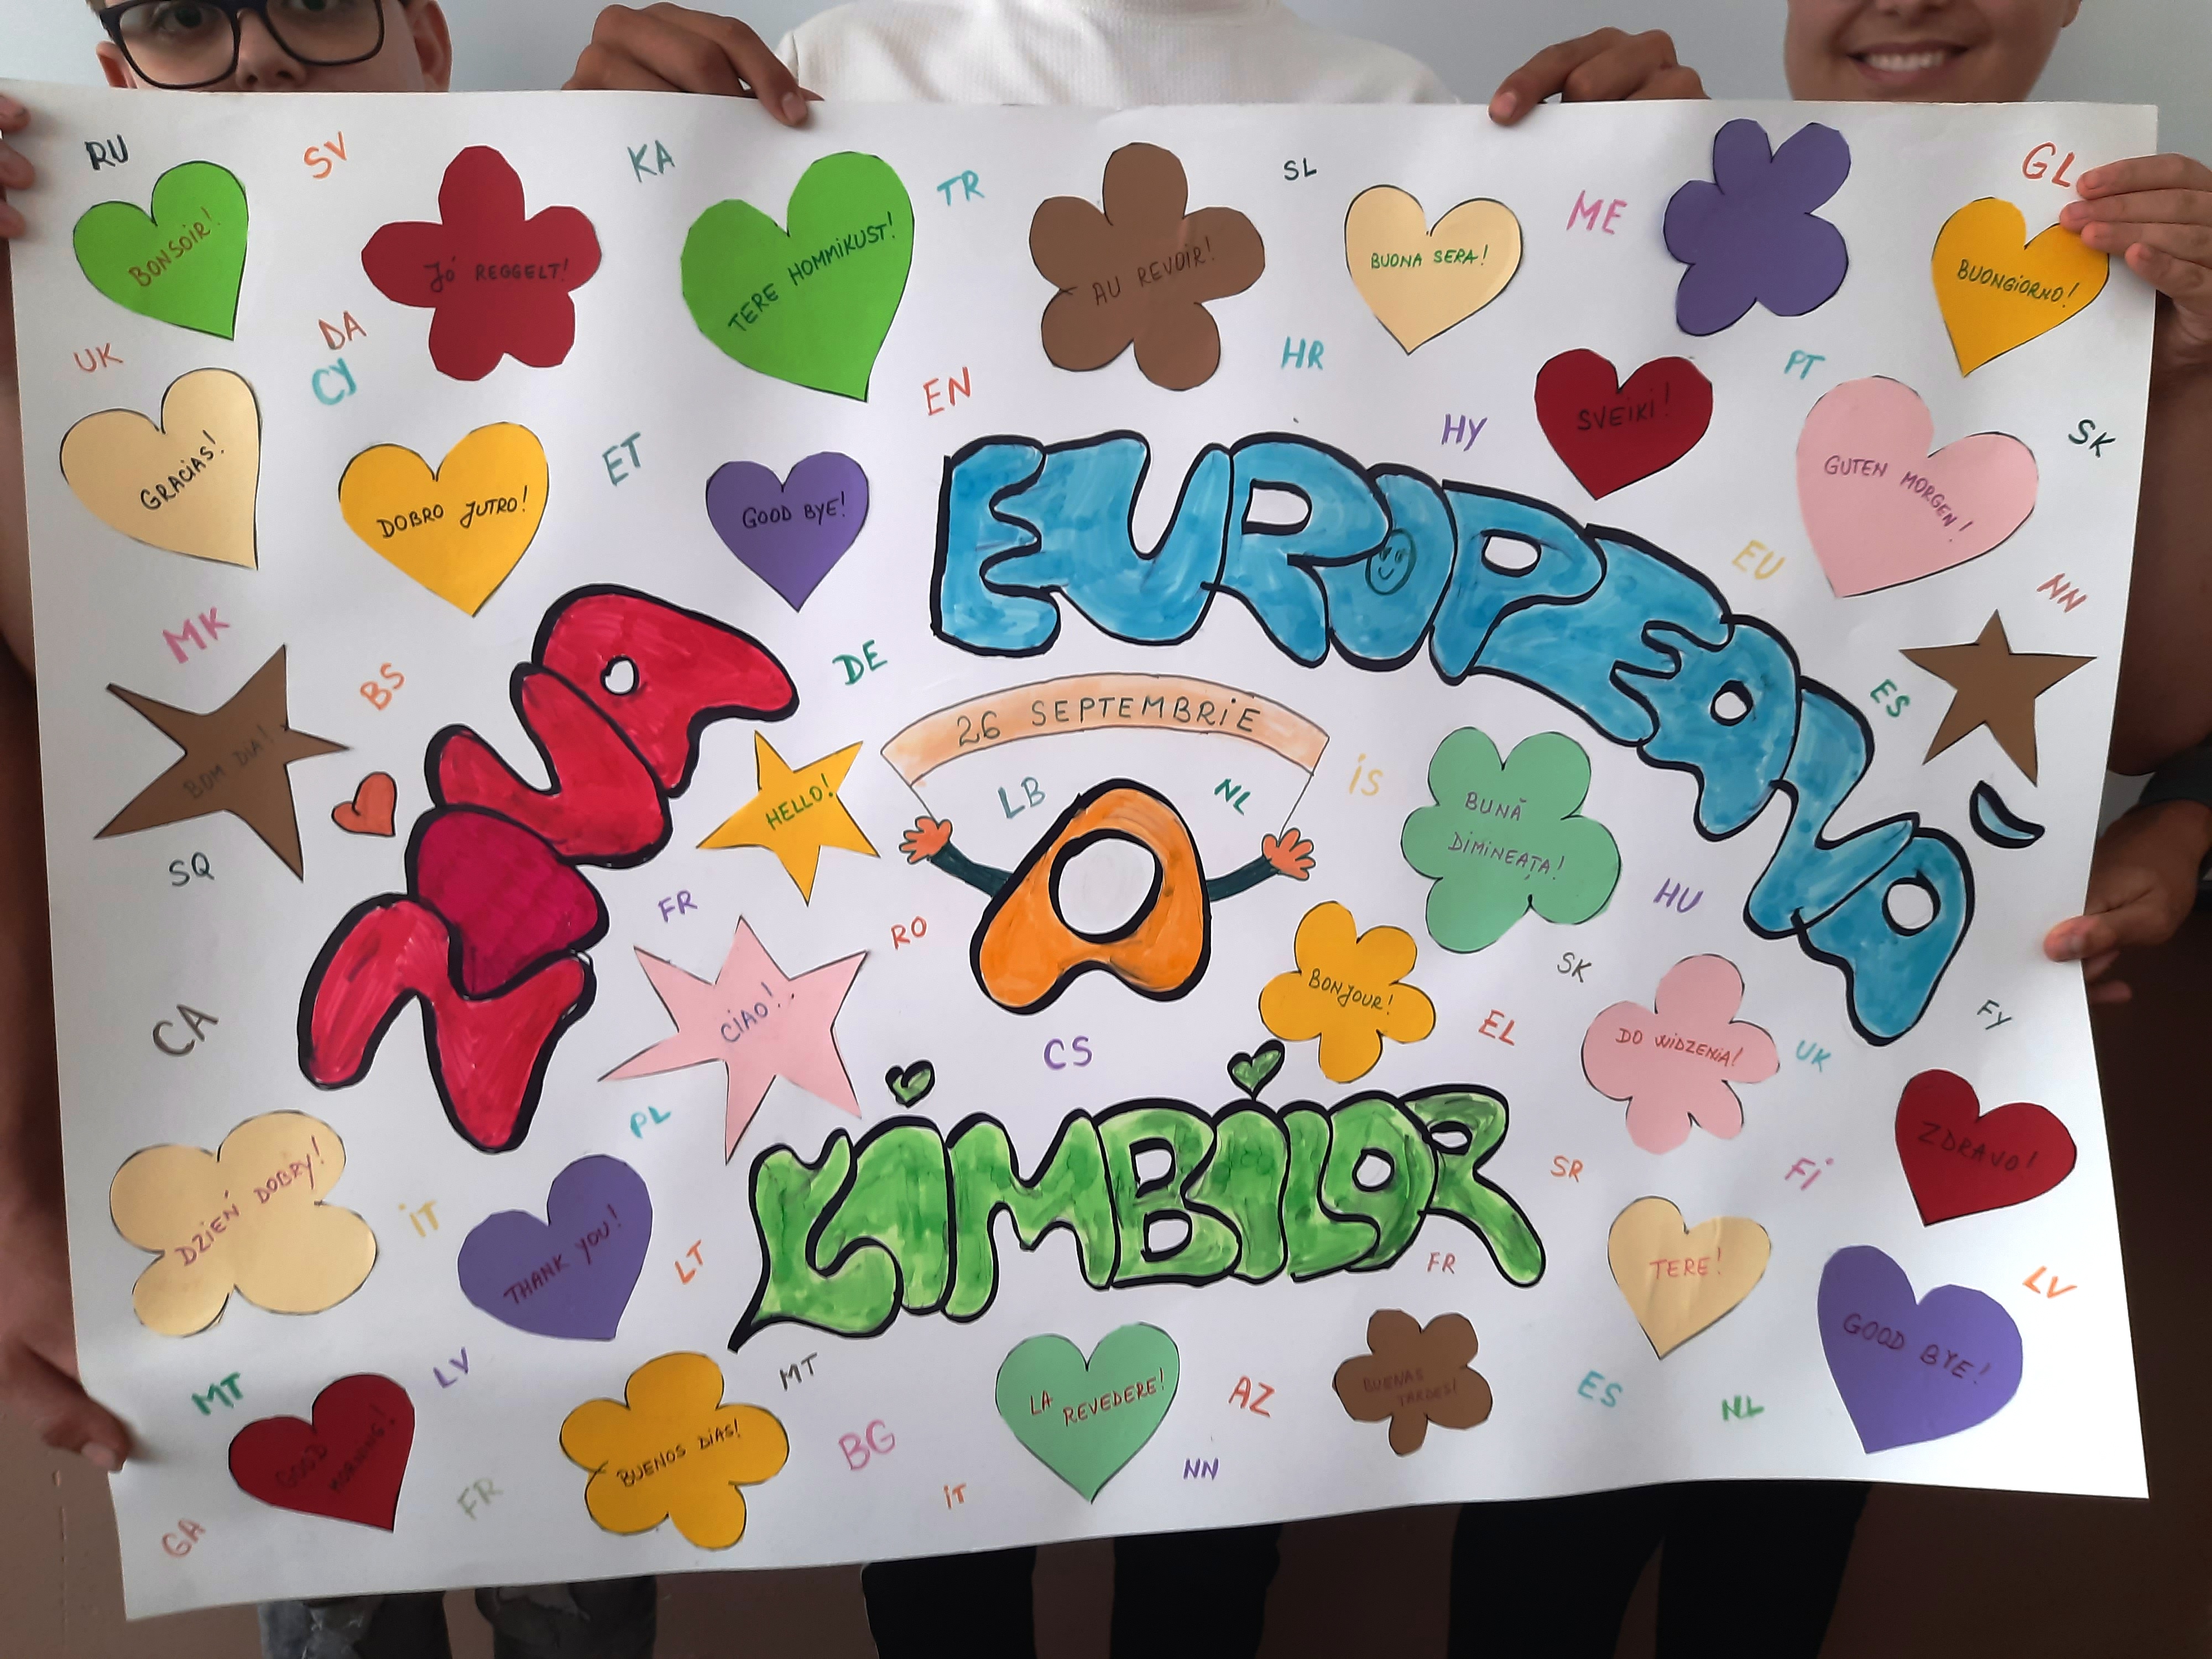 RU
SV
KA
TR
SL
ME
GL
BONSOIR!
JÓ REGGELT!
TERE HOMMIKUST!
AU REVOIR!
BUONA SERA!
BUONGIORNO!
UK
DA
CY
EN
HR
PT
HY
SVEIKI!
SK
GRACIAS!
DOBRO JUTRO!
ET
GOOD BYE!
GUTEN MORGEN!
EU
NN
ZIUA
EUROPEANĂ
A
LIMBILOR
26 SEPTEMBRIE
MK
BS
DE
ES
BOM DIA!
HELLO!
LB
NL
IS
BUNĂ
DIMINEAȚA!
SQ
FR
RO
HU
CIAO!
BONJOUR!
SK
CA
CS
EL
DO WIDZENIA!
UK
FY
PL
DZIEŃ DOBRY!
IT
THANK YOU!
LT
FR
SR
FI
ZDRAVO!
TERE!
LV
GOOD BYE!
MT
LV
MT
GOOD
MORNING!
BUENOS DÍAS!
BG
LA
REVEDERE!
AZ
BUENAS
TARDES!
ES
NL
GA
FR
IT
NN